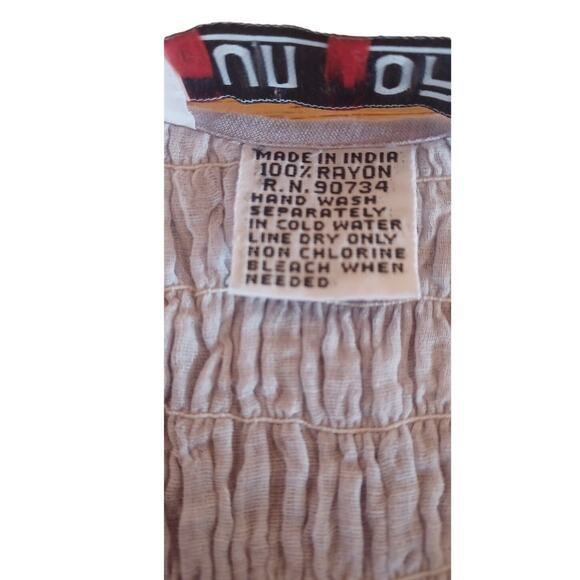 MADE IN INDIA
100% RAYON
R.N. 90734
HAND WASH
SEPARATELY
IN COLD WATER
LINE DRY ONLY
NON CHLORINE
BLEACH WHEN
NEEDED